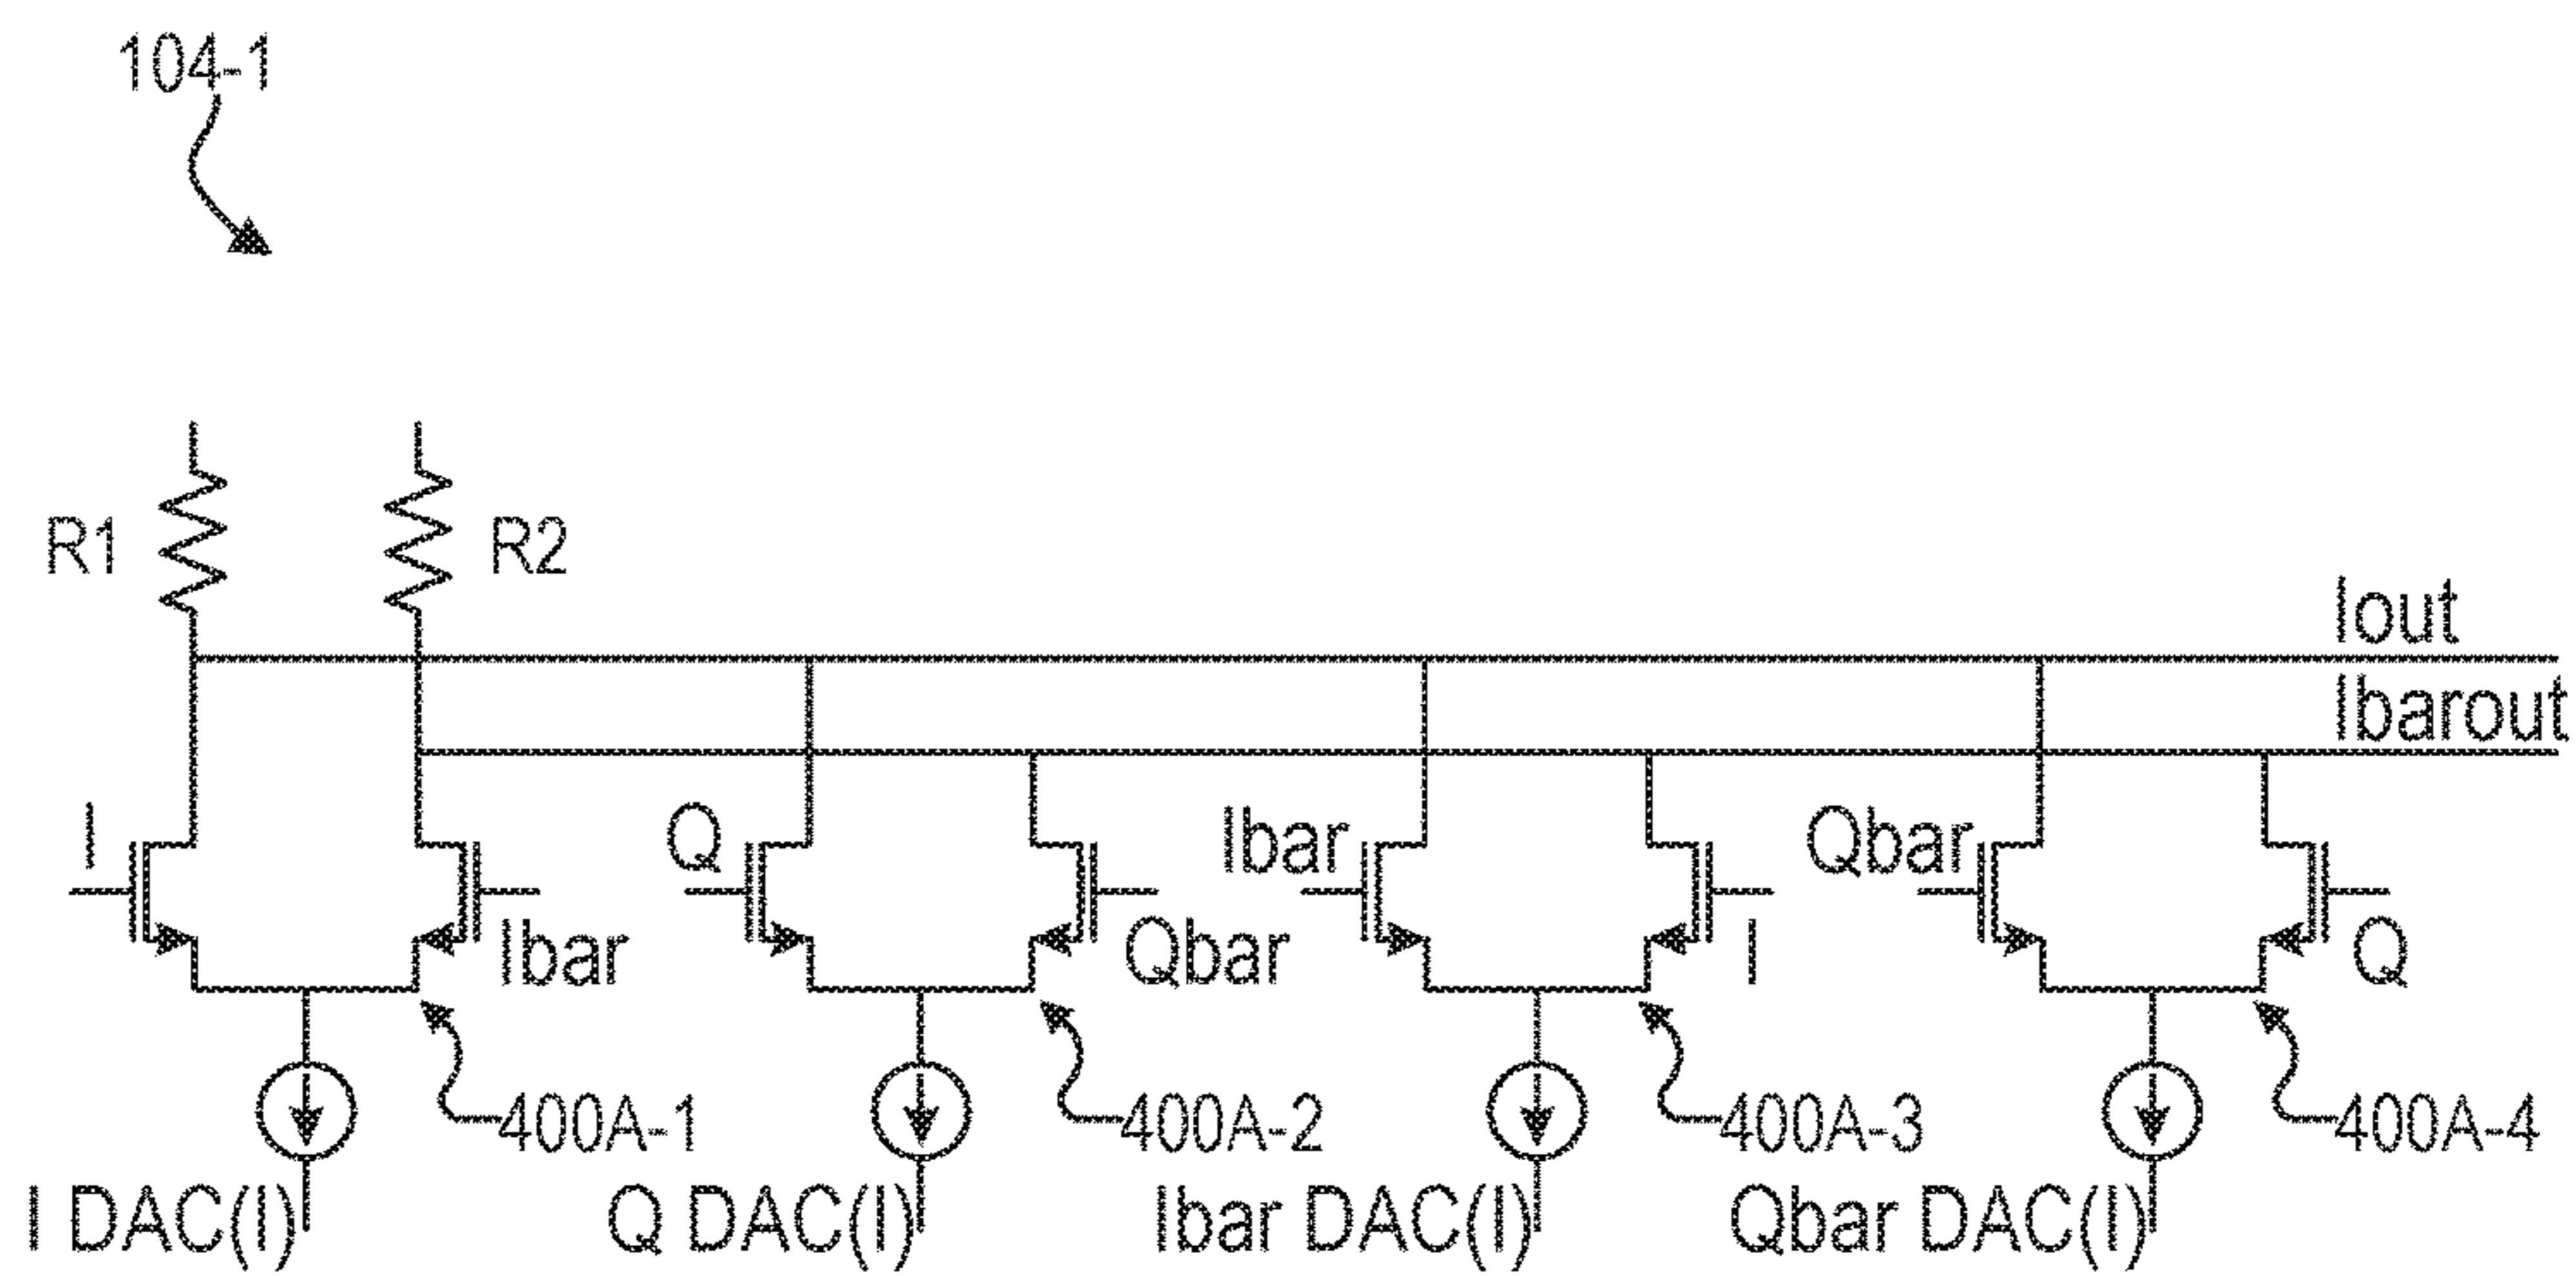 104-1
R1
R2
Iout
Ibarout
I
Q
Ibar
Qbar
Ibar
Qbar
I
Q
400A-1
400A-2
400A-3
400A-4
I DAC(I)
Q DAC(I)
Ibar DAC(I)
Qbar DAC(I)